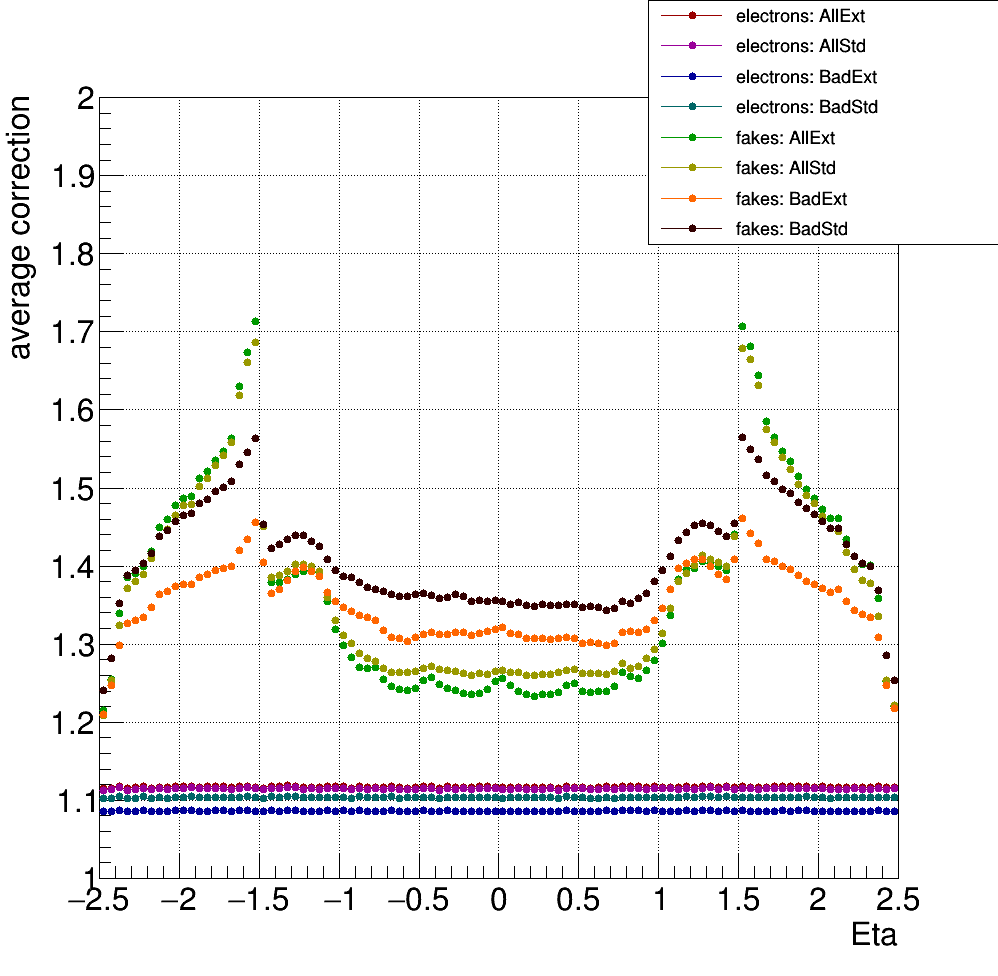 electrons: AllExt
electrons: AllStd
electrons: BadExt
electrons: BadStd
fakes: AllExt
fakes: AllStd
fakes: BadExt
fakes: BadStd
average correction
2
1.9
1.8
1.7
1.6
1.5
1.4
1.3
1.2
1.1
1
−2.5 −2 −1.5 −1 −0.5 0 0.5 1 1.5 2 2.5
Eta